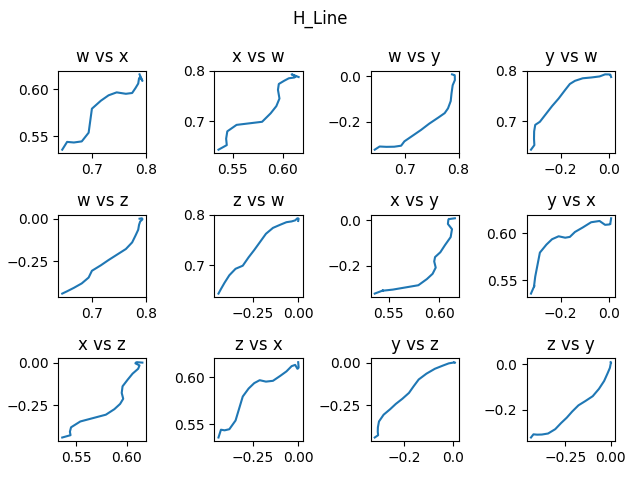 H_Line
w vs x
x vs w
w vs y
y vs w
0.60
0.55
0.7 0.8
0.8
0.7
0.55 0.60
0.0
−0.2
0.7 0.8
0.8
0.7
−0.2 0.0
w vs z
z vs w
x vs y
y vs x
0.00
−0.25
0.7 0.8
0.8
0.7
−0.25 0.00
0.0
−0.2
0.55 0.60
0.60
0.55
−0.2 0.0
x vs z
z vs x
y vs z
z vs y
0.00
−0.25
0.55 0.60
0.60
0.55
−0.25 0.00
0.00
−0.25
−0.2 0.0
0.0
−0.2
−0.25 0.00